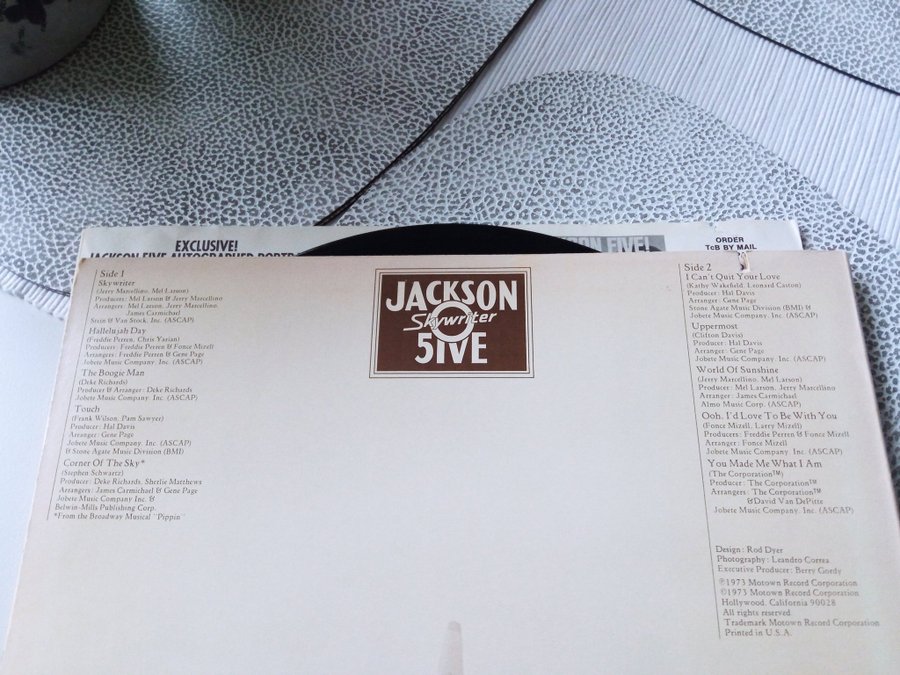 EXCLUSIVE!
JACKSON FIVE AUTOGRAPHED PORTR
ON FIVE!
ORDER
TCB BY MAIL
Side 1
Skywriter
(Jerry Marcellino, Mel Larson)
Producers: Mel Larson & Jerry Marcellino
Arrangers: Mel Larson, Jerry Marcellino,
James Carmichael
Stein & Van Stock, Inc. (ASCAP)
Hallelujah Day
(Freddie Perren, Chris Yarian)
Producers: Freddie Perren & Fonce Mizell
Arrangers: Freddie Perren & Gene Page
Jobete Music Company, Inc. (ASCAP)
The Boogie Man
(Deke Richards)
Producer & Arranger: Deke Richards
Jobete Music Company, Inc. (ASCAP)
Touch
(Frank Wilson, Pam Sawyer)
Producer: Hal Davis
Arranger: Gene Page
Jobete Music Company, Inc. (ASCAP)
& Stone Agate Music Division (BMI)
Corner Of The Sky*
(Stephen Schwartz)
Producer: Deke Richards, Sherlie Matthews
Arrangers: James Carmichael & Gene Page
Jobete Music Company, Inc. &
Belwin-Mills Publishing Corp.
*From the Broadway Musical "Pippin"
JACKSON
Skywriter
5IVE
Side 2
I Can't Quit Your Love
(Kathy Wakefield, Leonard Caston)
Producer: Hal Davis
Arranger: Gene Page
Stone Agate Music Division (BMI) &
Jobete Music Company, Inc. (ASCAP)
Uppermost
(Clifton Davis)
Producer: Hal Davis
Arranger: Gene Page
Jobete Music Company, Inc. (ASCAP)
World Of Sunshine
(Jerry Marcellino, Mel Larson)
Producer: Mel Larson, Jerry Marcellino
Arranger: James Carmichael
Almo Music Corp. (ASCAP)
Ooh, I'd Love To Be With You
(Fonce Mizell, Larry Mizell)
Producers: Freddie Perren & Fonce Mizell
Arranger: Fonce Mizell
Jobete Music Company, Inc. (ASCAP)
You Made Me What I Am
(The Corporation™)
Producer: The Corporation™
Arrangers: The Corporation™
&David Van DePitte
Jobete Music Company, Inc. (ASCAP)
Design: Rod Dyer
Photography: Leandro Correa
Executive Producer: Berry Gordy
℗1973 Motown Record Corporation
©1973 Motown Record Corporation
Hollywood, California 90028
All rights reserved.
Trademark Motown Record Corporation
Printed in U.S.A.